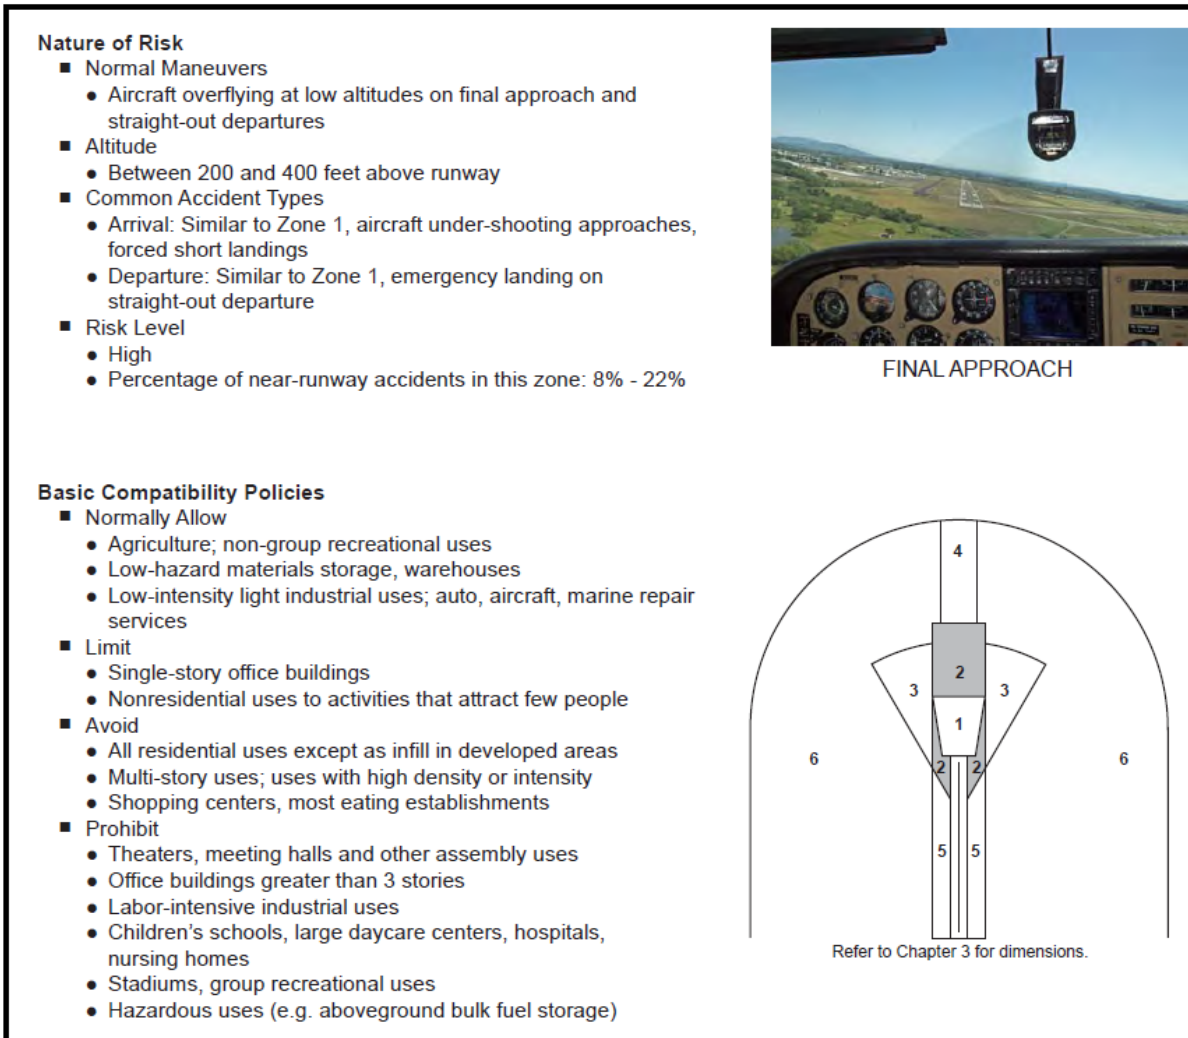 Nature of Risk
■ Normal Maneuvers
● Aircraft overflying at low altitudes on final approach and
straight-out departures
■ Altitude
● Between 200 and 400 feet above runway
■ Common Accident Types
● Arrival: Similar to Zone 1, aircraft under-shooting approaches,
forced short landings
● Departure: Similar to Zone 1, emergency landing on
straight-out departure
■ Risk Level
● High
● Percentage of near-runway accidents in this zone: 8% - 22%
FINAL APPROACH
Basic Compatibility Policies
■ Normally Allow
● Agriculture; non-group recreational uses
● Low-hazard materials storage, warehouses
● Low-intensity light industrial uses; auto, aircraft, marine repair
services
■ Limit
● Single-story office buildings
● Nonresidential uses to activities that attract few people
■ Avoid
● All residential uses except as infill in developed areas
● Multi-story uses; uses with high density or intensity
● Shopping centers, most eating establishments
■ Prohibit
● Theaters, meeting halls and other assembly uses
● Office buildings greater than 3 stories
● Labor-intensive industrial uses
● Children's schools, large daycare centers, hospitals,
nursing homes
● Stadiums, group recreational uses
● Hazardous uses (e.g. aboveground bulk fuel storage)
4
2
3 3
1
6 6
2 2
5 5
Refer to Chapter 3 for dimensions.